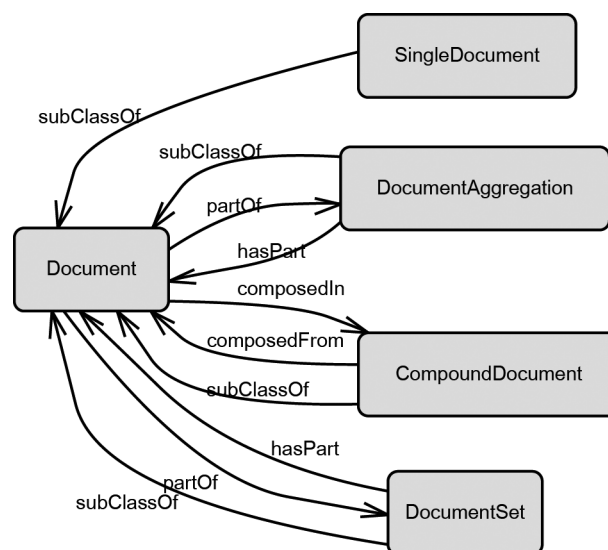 SingleDocument
subClassOf
subClassOf
DocumentAggregation
partOf
hasPart
Document
composedIn
composedFrom
CompoundDocument
subClassOf
hasPart
partOf
subClassOf
DocumentSet